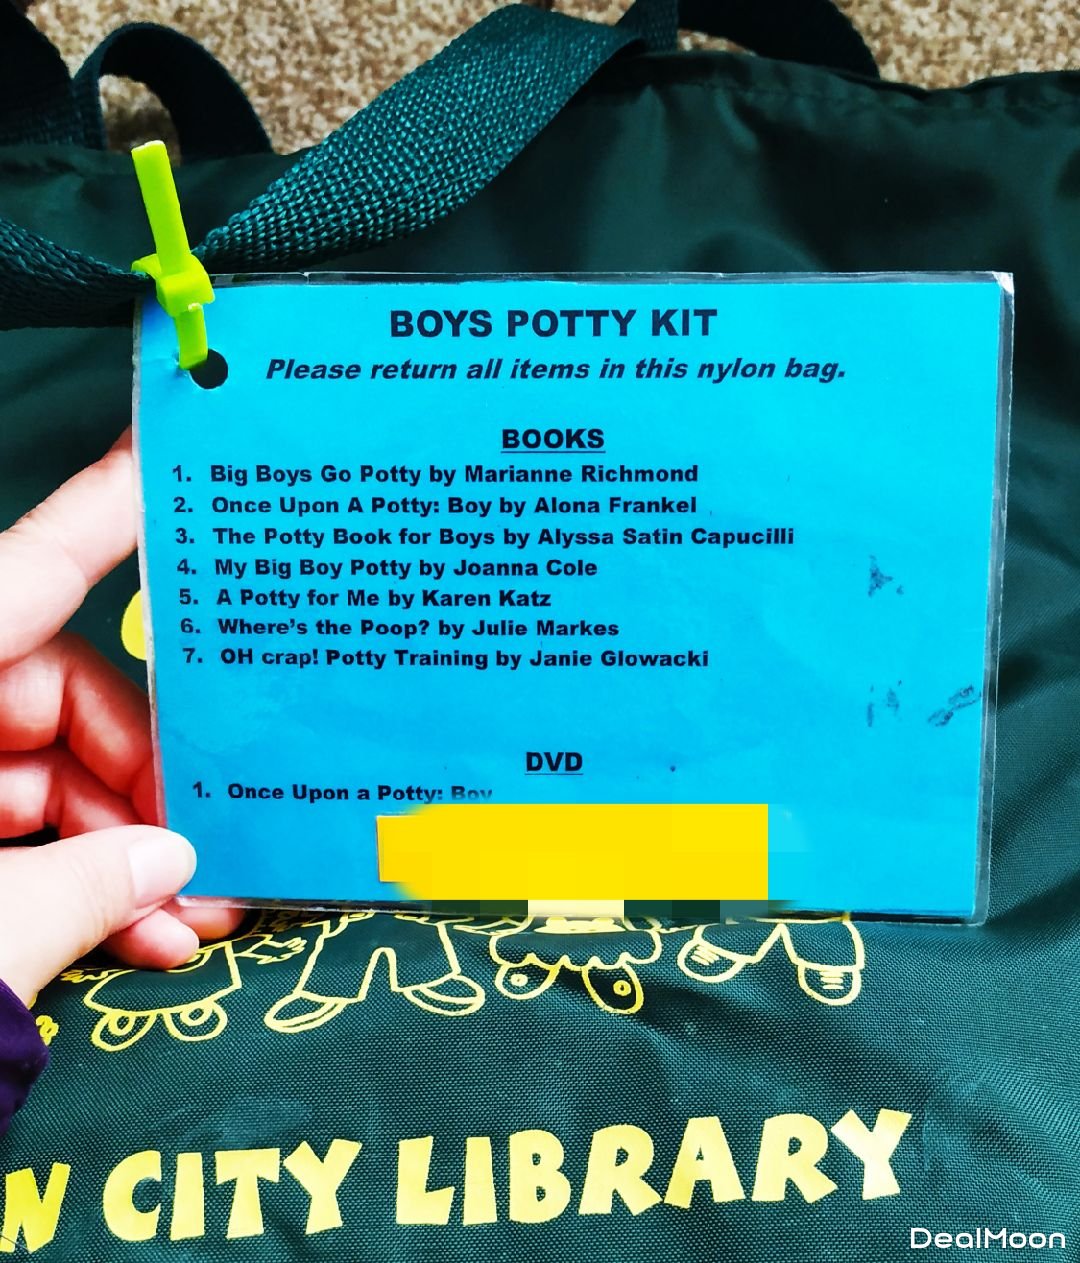 BOYS POTTY KIT
Please return all items in this nylon bag.
BOOKS
1. Big Boys Go Potty by Marianne Richmond
2. Once Upon A Potty: Boy by Alona Frankel
3. The Potty Book for Boys by Alyssa Satin Capucilli
4. My Big Boy Potty by Joanna Cole
5. A Potty for Me by Karen Katz
6. Where's the Poop? by Julie Markes
7. OH crap! Potty Training by Janie Glowacki
DVD
1. Once Upon a Potty: Boy
N CITY LIBRARY
DealMoon